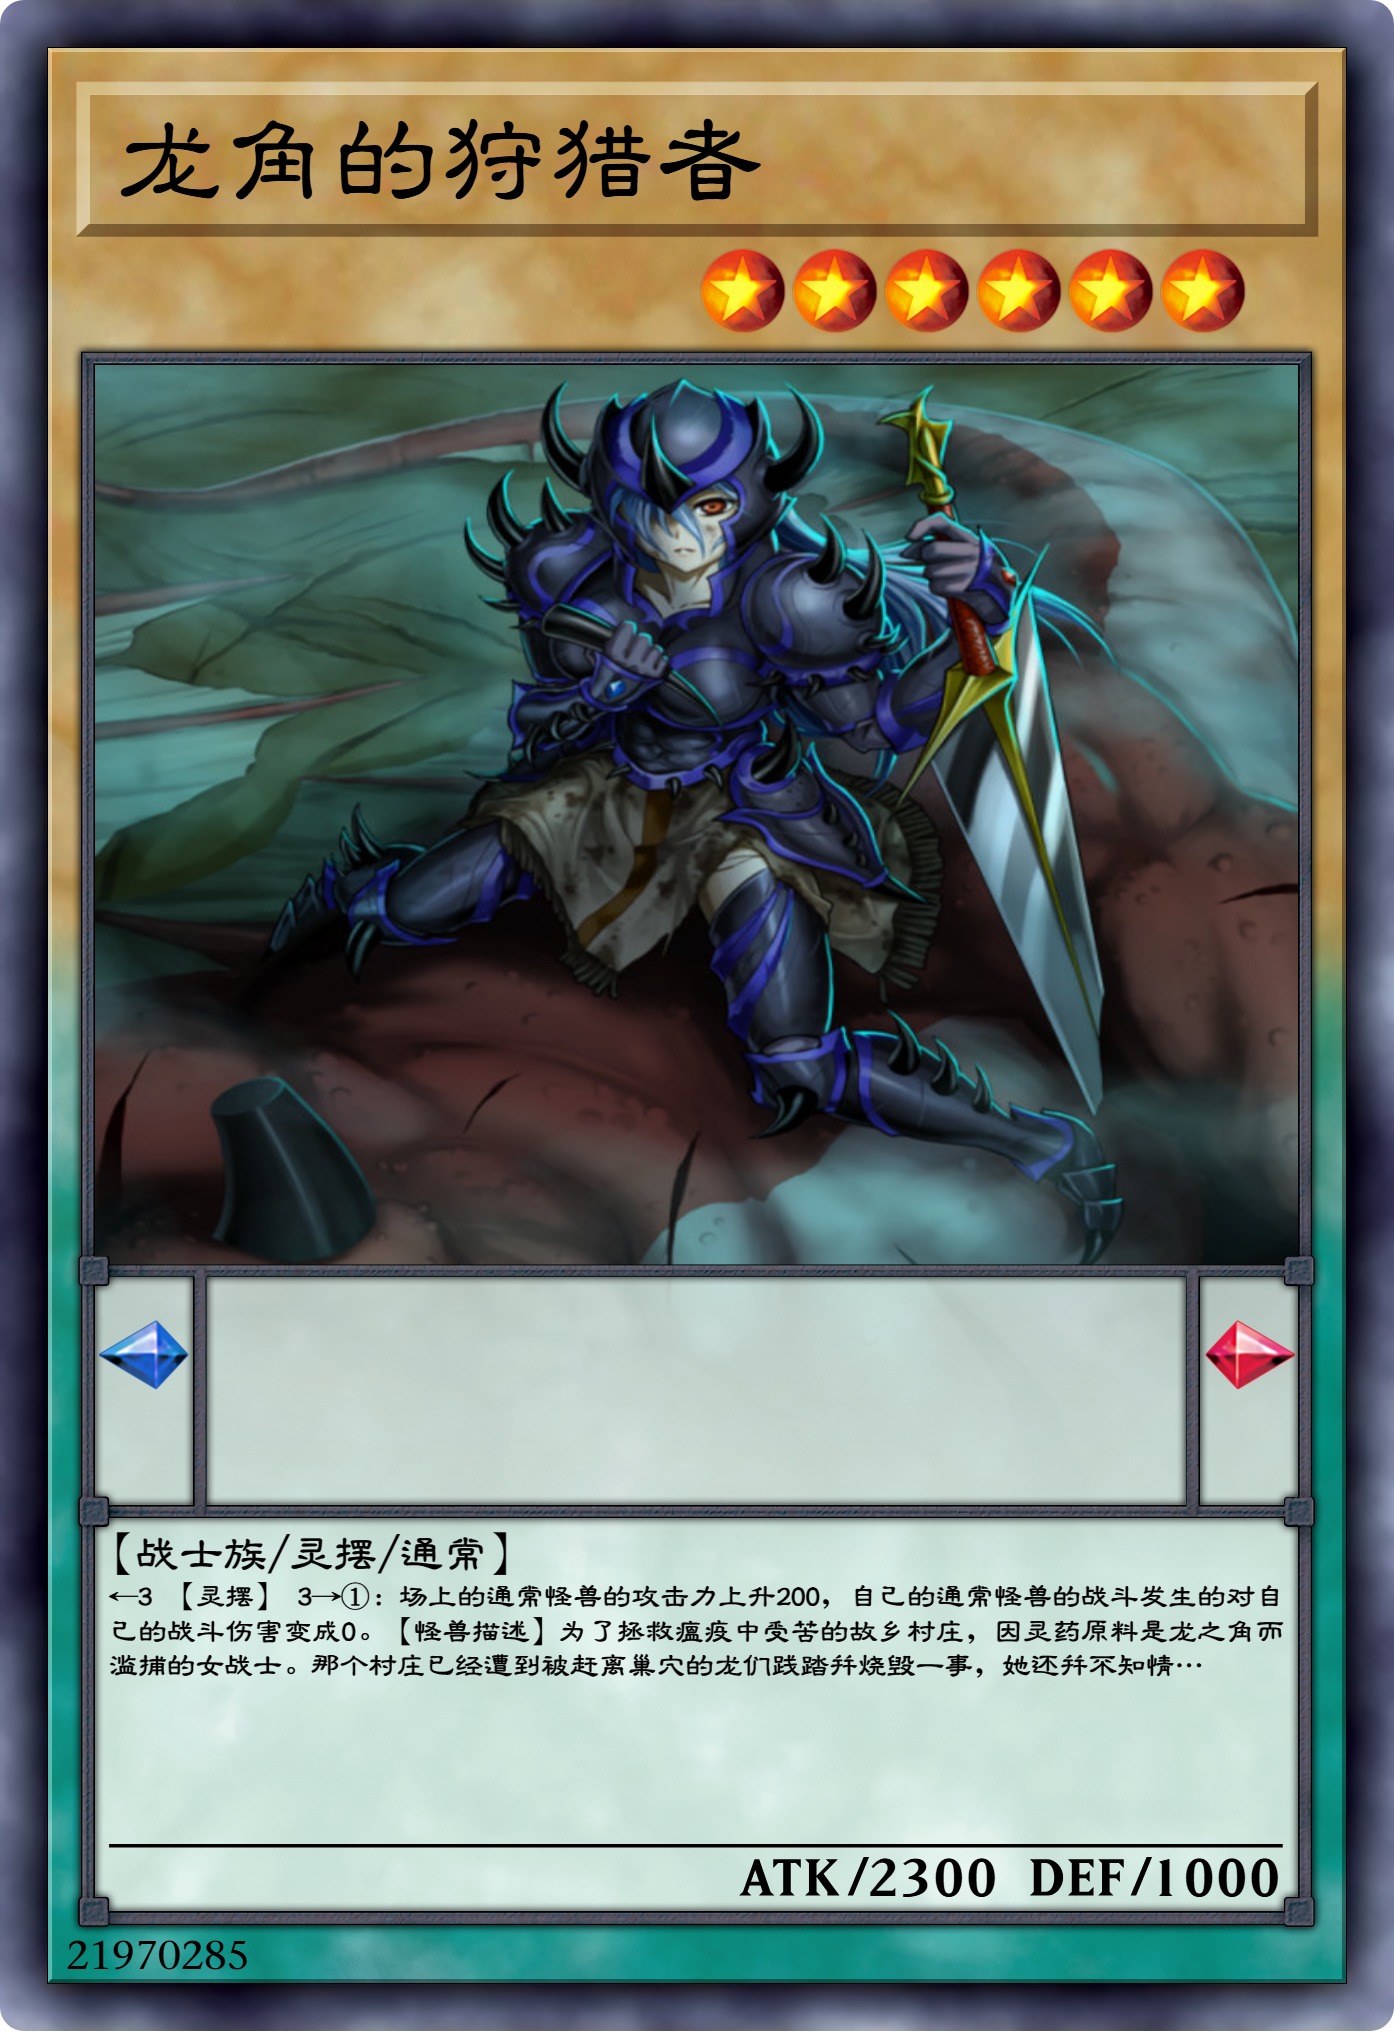 龙角的狩猎者
【战士族/灵摆/通常】
←3 【灵摆】 3→①：场上的通常怪兽的攻击力上升200，自己的通常怪兽的战斗发生的对自
己的战斗伤害变成0。【怪兽描述】为了拯救瘟疫中受苦的故乡村庄，因灵药原料是龙之角而
滥捕的女战士。那个村庄已经遭到被赶离巢穴的龙们践踏并烧毁一事，她还并不知情…
ATK/2300 DEF/1000
21970285